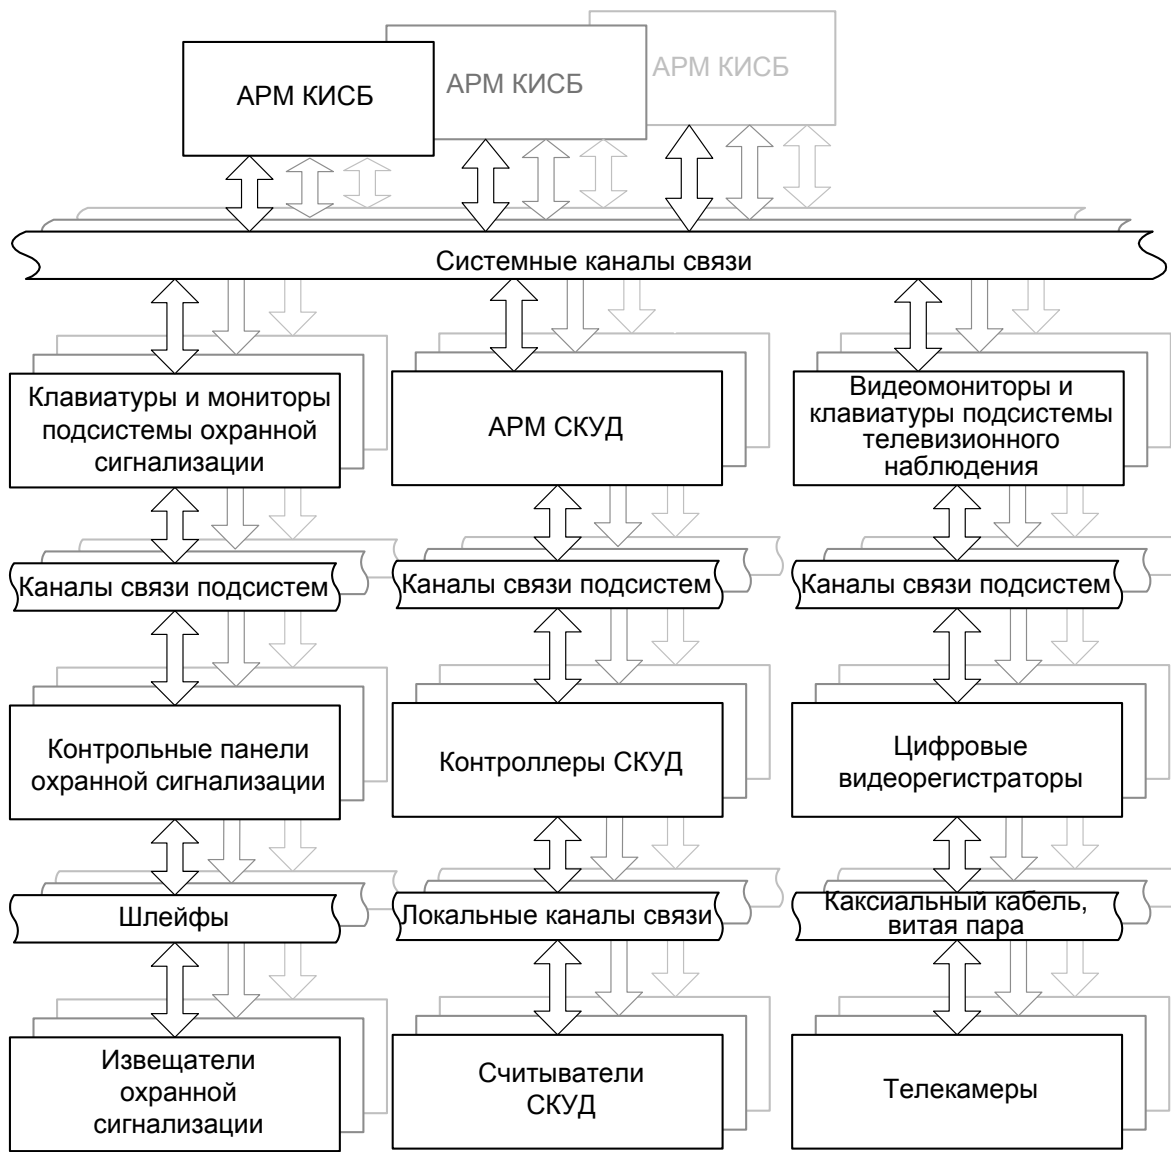 АРМ КИСБ
АРМ КИСБ
АРМ КИСБ
Системные каналы связи
Клавиатуры и мониторы
подсистемы охранной
сигнализации
АРМ СКУД
Видеомониторы и
клавиатуры подсистемы
телевизионного
наблюдения
Каналы связи подсистем
Каналы связи подсистем
Каналы связи подсистем
Контрольные панели
охранной сигнализации
Контроллеры СКУД
Цифровые
видеорегистраторы
Шлейфы
Локальные каналы связи
Каксиальный кабель,
витая пара
Извещатели
охранной
сигнализации
Считыватели
СКУД
Телекамеры